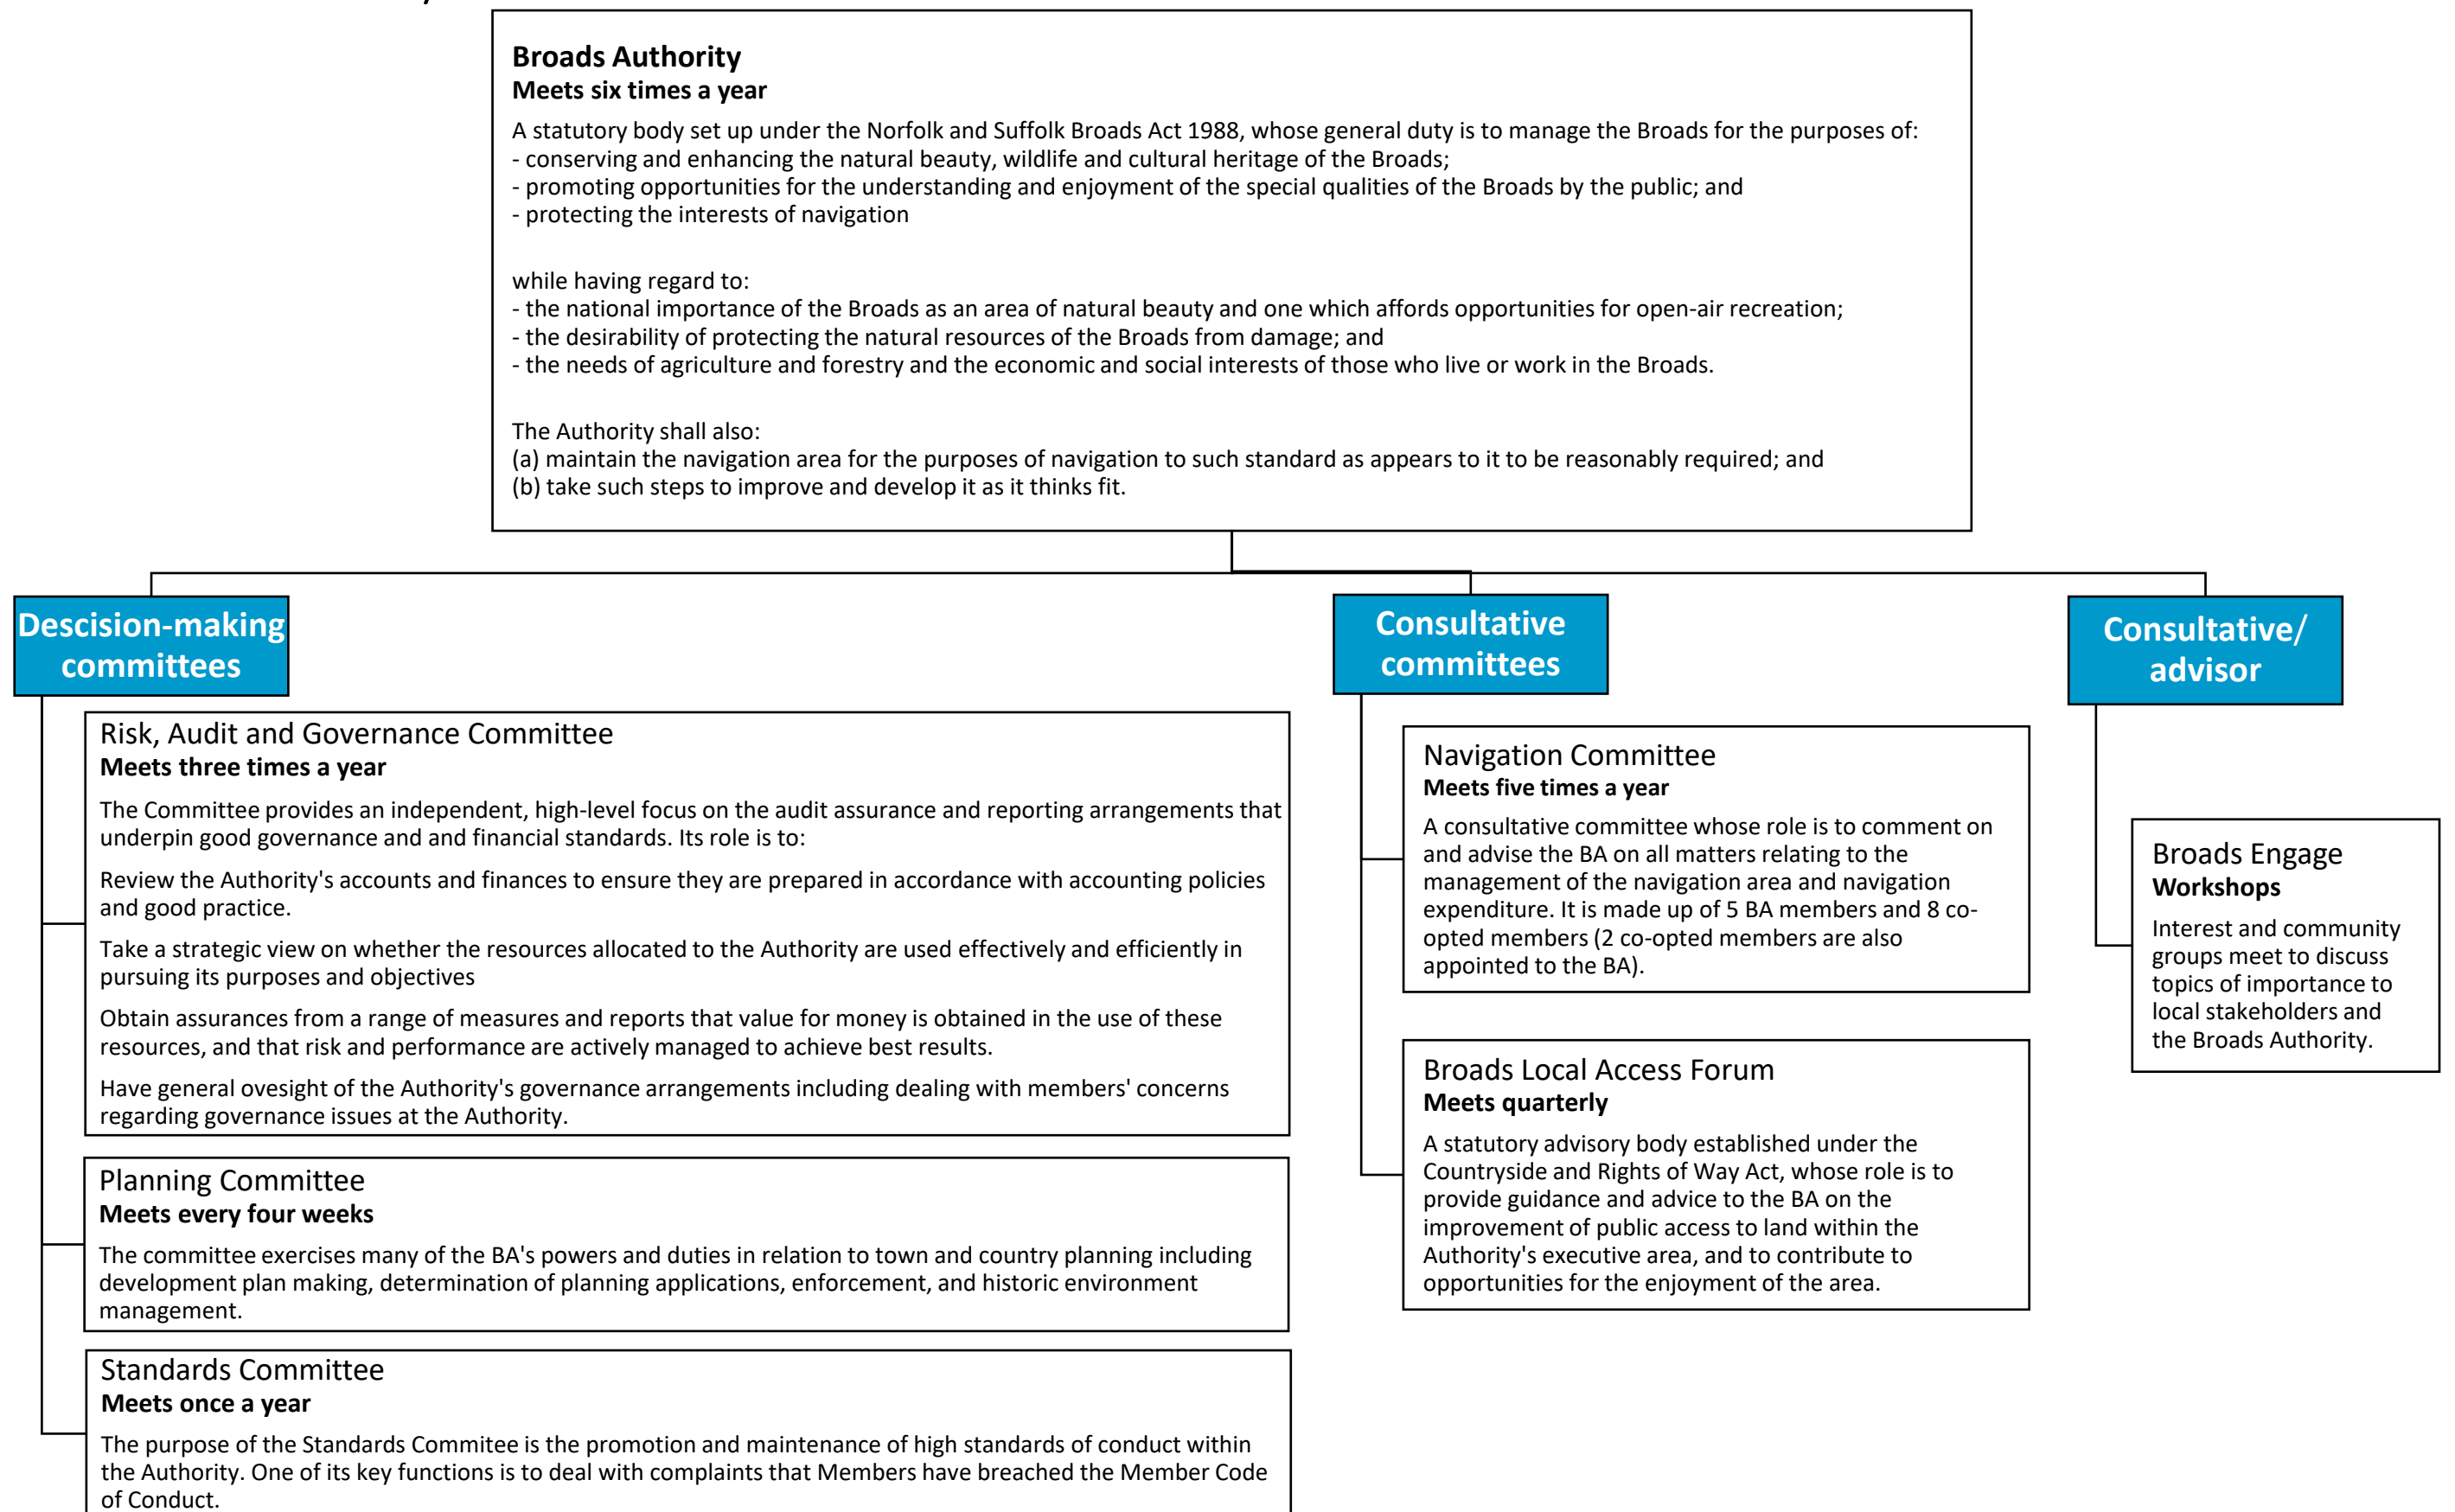 Broads Authority
Meets six times a year
A statutory body set up under the Norfolk and Suffolk Broads Act 1988, whose general duty is to manage the Broads for the purposes of:
- conserving and enhancing the natural beauty, wildlife and cultural heritage of the Broads;
- promoting opportunities for the understanding and enjoyment of the special qualities of the Broads by the public; and
- protecting the interests of navigation
while having regard to:
- the national importance of the Broads as an area of natural beauty and one which affords opportunities for open-air recreation;
- the desirability of protecting the natural resources of the Broads from damage; and
- the needs of agriculture and forestry and the economic and social interests of those who live or work in the Broads.
The Authority shall also:
(a) maintain the navigation area for the purposes of navigation to such standard as appears to it to be reasonably required; and
(b) take such steps to improve and develop it as it thinks fit.
Descision-making
committees
Risk, Audit and Governance Committee
Meets three times a year
The Committee provides an independent, high-level focus on the audit assurance and reporting arrangements that
underpin good governance and and financial standards. Its role is to:
Review the Authority's accounts and finances to ensure they are prepared in accordance with accounting policies
and good practice.
Take a strategic view on whether the resources allocated to the Authority are used effectively and efficiently in
pursuing its purposes and objectives
Obtain assurances from a range of measures and reports that value for money is obtained in the use of these
resources, and that risk and performance are actively managed to achieve best results.
Have general ovesight of the Authority's governance arrangements including dealing with members' concerns
regarding governance issues at the Authority.
Planning Committee
Meets every four weeks
The committee exercises many of the BA's powers and duties in relation to town and country planning including
development plan making, determination of planning applications, enforcement, and historic environment
management.
Standards Committee
Meets once a year
The purpose of the Standards Commitee is the promotion and maintenance of high standards of conduct within
the Authority. One of its key functions is to deal with complaints that Members have breached the Member Code
of Conduct.
Consultative
committees
Navigation Committee
Meets five times a year
A consultative committee whose role is to comment on
and advise the BA on all matters relating to the
management of the navigation area and navigation
expenditure. It is made up of 5 BA members and 8 co-
opted members (2 co-opted members are also
appointed to the BA).
Broads Local Access Forum
Meets quarterly
A statutory advisory body established under the
Countryside and Rights of Way Act, whose role is to
provide guidance and advice to the BA on the
improvement of public access to land within the
Authority's executive area, and to contribute to
opportunities for the enjoyment of the area.
Consultative/
advisor
Broads Engage
Workshops
Interest and community
groups meet to discuss
topics of importance to
local stakeholders and
the Broads Authority.